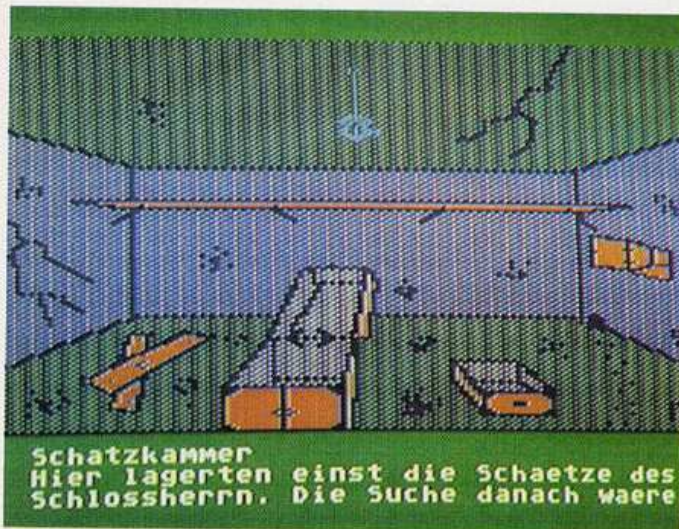 Schatzkammer
Hier lagerten einst die Schaetze des
Schlossherrn. Die Suche danach waere